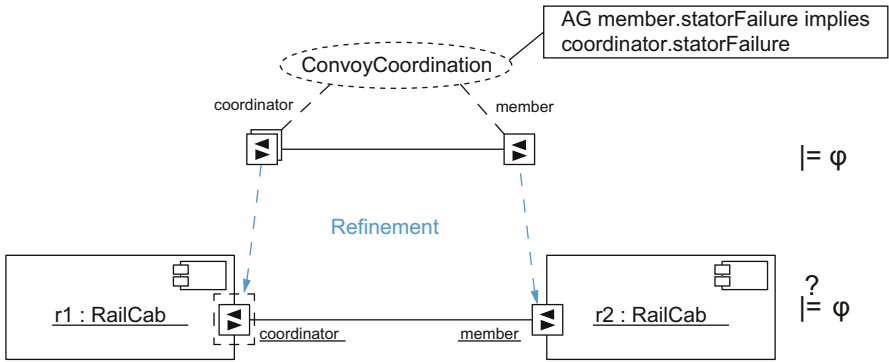 AG member.statorFailure implies
coordinator.statorFailure
ConvoyCoordination
coordinator
member
|= φ
Refinement
?
|= φ
r1 : RailCab
r2 : RailCab
coordinator
member